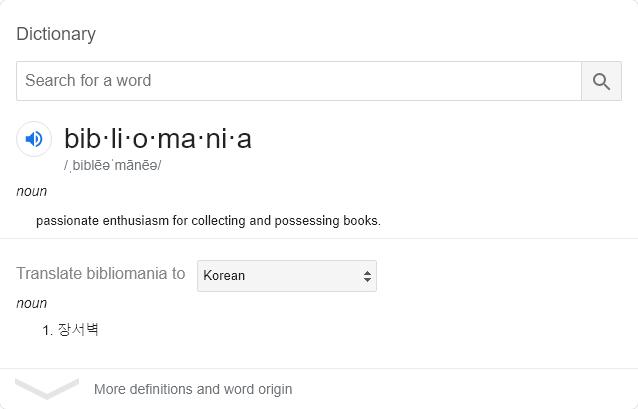 Dictionary
Search for a word
bib·li·o·ma·ni·a
/ˌbiblēəˈmānēə/
noun
passionate enthusiasm for collecting and possessing books.
Translate bibliomania to Korean
noun
1. 장서벽
More definitions and word origin